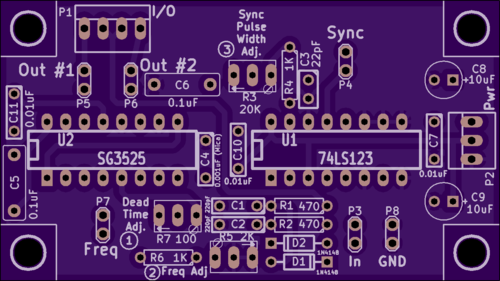 P1
I/O
Sync
Pulse
Width
Adj.
3
Sync
P4
Out #1
P5
Out #2
P6
C6
0.1uF
R3
20K
R4 1K
C3
22pF
C8
+10uF
Pwr
P2
C11
0.01uF
C5
0.1uF
U2
SG3525
C4
0.001uF (Mica)
C10
0.01uF
U1
74LS123
C7
0.01uF
C9
10uF
P7
Freq
Dead
Time
Adj.
1
R7 100
R6 1K
2 Freq Adj
220pF 220pF
C1
C2
R5 2K
R1 470
R2 470
D2
1N4148
D1
1N4148
P3
In
P8
GND